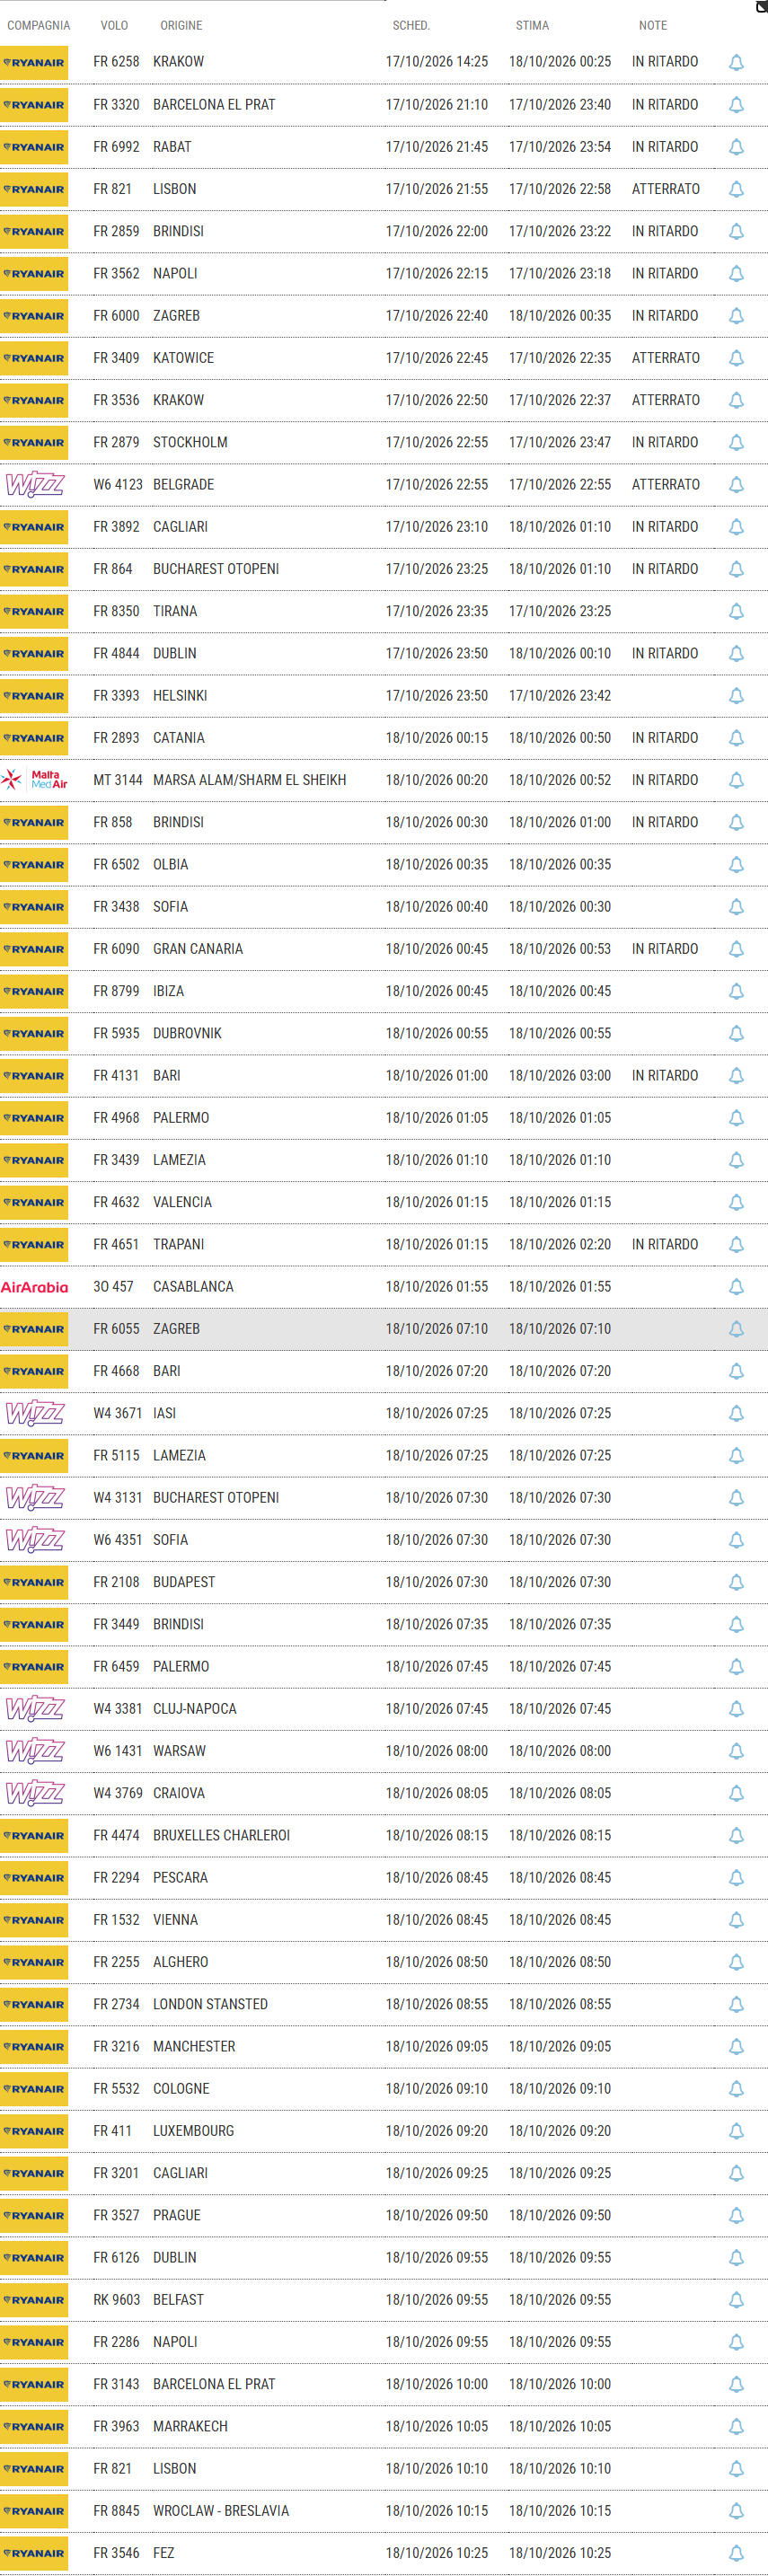 COMPAGNIA VOLO ORIGINE SCHED. STIMA NOTE
RYANAIR FR 6258 KRAKOW 17/10/2026 14:25 18/10/2026 00:25 IN RITARDO
RYANAIR FR 3320 BARCELONA EL PRAT 17/10/2026 21:10 17/10/2026 23:40 IN RITARDO
RYANAIR FR 6992 RABAT 17/10/2026 21:45 17/10/2026 23:54 IN RITARDO
RYANAIR FR 821 LISBON 17/10/2026 21:55 17/10/2026 22:58 ATTERRATO
RYANAIR FR 2859 BRINDISI 17/10/2026 22:00 17/10/2026 23:22 IN RITARDO
RYANAIR FR 3562 NAPOLI 17/10/2026 22:15 17/10/2026 23:18 IN RITARDO
RYANAIR FR 6000 ZAGREB 17/10/2026 22:40 18/10/2026 00:35 IN RITARDO
RYANAIR FR 3409 KATOWICE 17/10/2026 22:45 17/10/2026 22:35 ATTERRATO
RYANAIR FR 3536 KRAKOW 17/10/2026 22:50 17/10/2026 22:37 ATTERRATO
RYANAIR FR 2879 STOCKHOLM 17/10/2026 22:55 17/10/2026 23:47 IN RITARDO
WIZZ W6 4123 BELGRADE 17/10/2026 22:55 17/10/2026 22:55 ATTERRATO
RYANAIR FR 3892 CAGLIARI 17/10/2026 23:10 18/10/2026 01:10 IN RITARDO
RYANAIR FR 864 BUCHAREST OTOPENI 17/10/2026 23:25 18/10/2026 01:10 IN RITARDO
RYANAIR FR 8350 TIRANA 17/10/2026 23:35 17/10/2026 23:25
RYANAIR FR 4844 DUBLIN 17/10/2026 23:50 18/10/2026 00:10 IN RITARDO
RYANAIR FR 3393 HELSINKI 17/10/2026 23:50 17/10/2026 23:42
RYANAIR FR 2893 CATANIA 18/10/2026 00:15 18/10/2026 00:50 IN RITARDO
Malta MedAir MT 3144 MARSA ALAM/SHARM EL SHEIKH 18/10/2026 00:20 18/10/2026 00:52 IN RITARDO
RYANAIR FR 858 BRINDISI 18/10/2026 00:30 18/10/2026 01:00 IN RITARDO
RYANAIR FR 6502 OLBIA 18/10/2026 00:35 18/10/2026 00:35
RYANAIR FR 3438 SOFIA 18/10/2026 00:40 18/10/2026 00:30
RYANAIR FR 6090 GRAN CANARIA 18/10/2026 00:45 18/10/2026 00:53 IN RITARDO
RYANAIR FR 8799 IBIZA 18/10/2026 00:45 18/10/2026 00:45
RYANAIR FR 5935 DUBROVNIK 18/10/2026 00:55 18/10/2026 00:55
RYANAIR FR 4131 BARI 18/10/2026 01:00 18/10/2026 03:00 IN RITARDO
RYANAIR FR 4968 PALERMO 18/10/2026 01:05 18/10/2026 01:05
RYANAIR FR 3439 LAMEZIA 18/10/2026 01:10 18/10/2026 01:10
RYANAIR FR 4632 VALENCIA 18/10/2026 01:15 18/10/2026 01:15
RYANAIR FR 4651 TRAPANI 18/10/2026 01:15 18/10/2026 02:20 IN RITARDO
AirArabia 3O 457 CASABLANCA 18/10/2026 01:55 18/10/2026 01:55
RYANAIR FR 6055 ZAGREB 18/10/2026 07:10 18/10/2026 07:10
RYANAIR FR 4668 BARI 18/10/2026 07:20 18/10/2026 07:20
WIZZ W4 3671 IASI 18/10/2026 07:25 18/10/2026 07:25
RYANAIR FR 5115 LAMEZIA 18/10/2026 07:25 18/10/2026 07:25
WIZZ W4 3131 BUCHAREST OTOPENI 18/10/2026 07:30 18/10/2026 07:30
WIZZ W6 4351 SOFIA 18/10/2026 07:30 18/10/2026 07:30
RYANAIR FR 2108 BUDAPEST 18/10/2026 07:30 18/10/2026 07:30
RYANAIR FR 3449 BRINDISI 18/10/2026 07:35 18/10/2026 07:35
RYANAIR FR 6459 PALERMO 18/10/2026 07:45 18/10/2026 07:45
WIZZ W4 3381 CLUJ-NAPOCA 18/10/2026 07:45 18/10/2026 07:45
WIZZ W6 1431 WARSAW 18/10/2026 08:00 18/10/2026 08:00
WIZZ W4 3769 CRAIOVA 18/10/2026 08:05 18/10/2026 08:05
RYANAIR FR 4474 BRUXELLES CHARLEROI 18/10/2026 08:15 18/10/2026 08:15
RYANAIR FR 2294 PESCARA 18/10/2026 08:45 18/10/2026 08:45
RYANAIR FR 1532 VIENNA 18/10/2026 08:45 18/10/2026 08:45
RYANAIR FR 2255 ALGHERO 18/10/2026 08:50 18/10/2026 08:50
RYANAIR FR 2734 LONDON STANSTED 18/10/2026 08:55 18/10/2026 08:55
RYANAIR FR 3216 MANCHESTER 18/10/2026 09:05 18/10/2026 09:05
RYANAIR FR 5532 COLOGNE 18/10/2026 09:10 18/10/2026 09:10
RYANAIR FR 411 LUXEMBOURG 18/10/2026 09:20 18/10/2026 09:20
RYANAIR FR 3201 CAGLIARI 18/10/2026 09:25 18/10/2026 09:25
RYANAIR FR 3527 PRAGUE 18/10/2026 09:50 18/10/2026 09:50
RYANAIR FR 6126 DUBLIN 18/10/2026 09:55 18/10/2026 09:55
RYANAIR RK 9603 BELFAST 18/10/2026 09:55 18/10/2026 09:55
RYANAIR FR 2286 NAPOLI 18/10/2026 09:55 18/10/2026 09:55
RYANAIR FR 3143 BARCELONA EL PRAT 18/10/2026 10:00 18/10/2026 10:00
RYANAIR FR 3963 MARRAKECH 18/10/2026 10:05 18/10/2026 10:05
RYANAIR FR 821 LISBON 18/10/2026 10:10 18/10/2026 10:10
RYANAIR FR 8845 WROCLAW - BRESLAVIA 18/10/2026 10:15 18/10/2026 10:15
RYANAIR FR 3546 FEZ 18/10/2026 10:25 18/10/2026 10:25